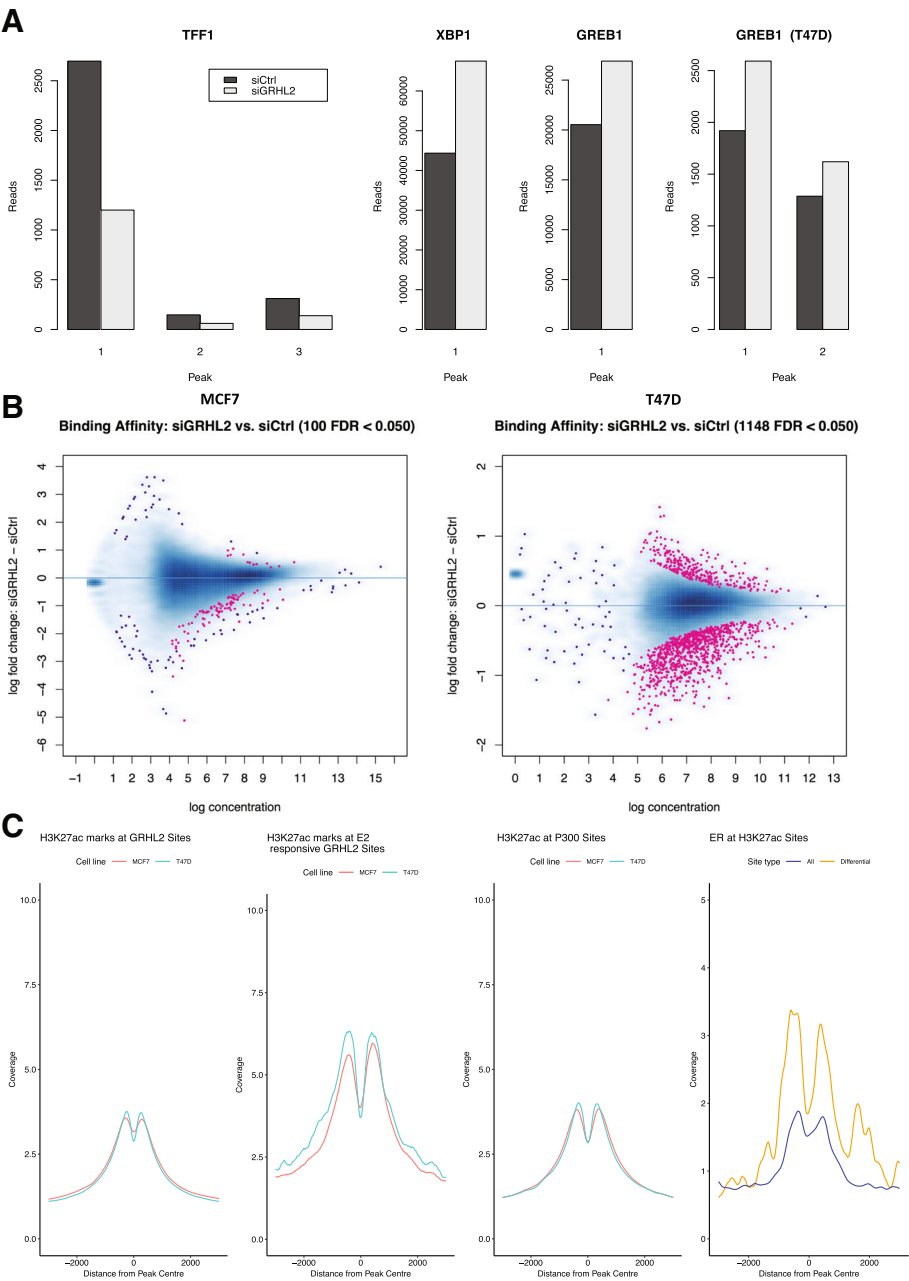 A
TFF1
XBP1
GREB1
GREB1 (T47D)
siCtrl
siGRHL2
Reads
0
500
1000
1500
2000
2500
1
2
3
Peak
Reads
0
10000
20000
30000
40000
50000
60000
1
Peak
Reads
0
5000
10000
15000
20000
25000
1
Peak
Reads
0
500
1000
1500
2000
2500
1
2
Peak
B
MCF7
Binding Affinity: siGRHL2 vs. siCtrl (100 FDR < 0.050)
log fold change: siGRHL2 − siCtrl
4
3
2
1
0
−1
−2
−3
−4
−5
−6
−1 1 2 3 4 5 6 7 8 9 11 13 15
log concentration
T47D
Binding Affinity: siGRHL2 vs. siCtrl (1148 FDR < 0.050)
log fold change: siGRHL2 − siCtrl
2
1
0
−1
−2
0 1 2 3 4 5 6 7 8 9 10 11 12 13
log concentration
C
H3K27ac marks at GRHL2 Sites
Cell line MCF7 T47D
Coverage
10.0
7.5
5.0
2.5
0.0
−2000 0 2000
Distance from Peak Centre
H3K27ac marks at E2
responsive GRHL2 Sites
Cell line MCF7 T47D
Coverage
10.0
7.5
5.0
2.5
0.0
−2000 0 2000
Distance from Peak Centre
H3K27ac at P300 Sites
Cell line MCF7 T47D
Coverage
10.0
7.5
5.0
2.5
0.0
−2000 0 2000
Distance from Peak Centre
ER at H3K27ac Sites
Site type All Differential
Coverage
5
4
3
2
1
0
−2000 0 2000
Distance from Peak Centre